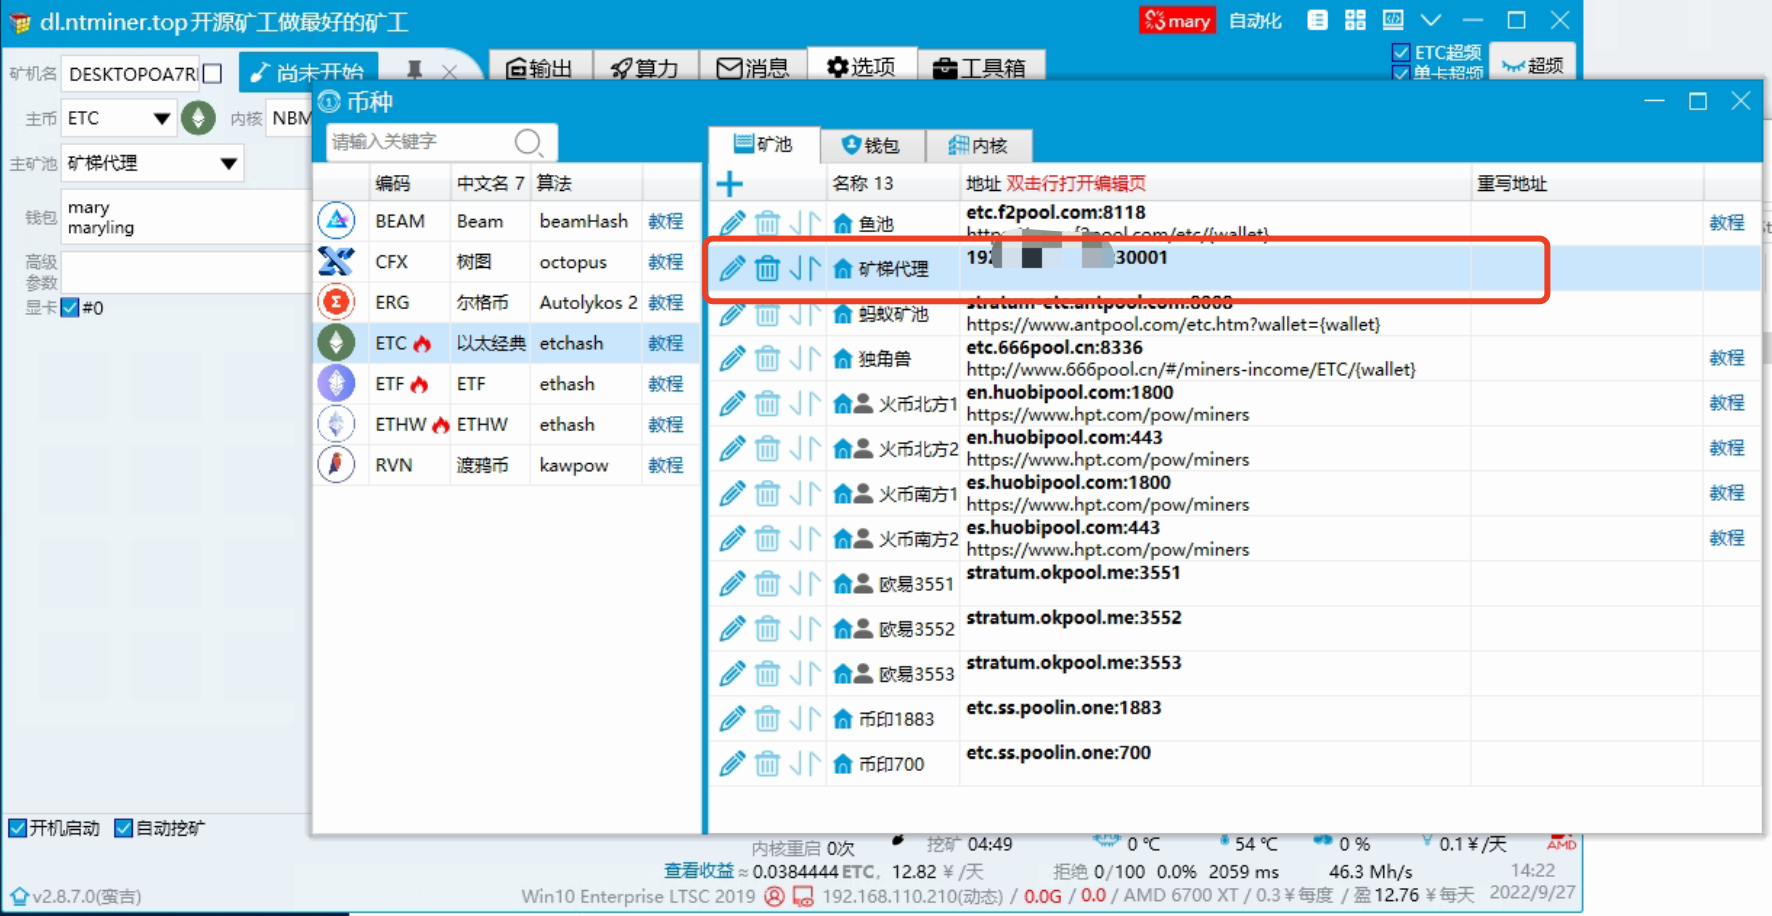 dl.ntminer.top 开源矿工做最好的矿工
mary 自动化
矿机名 DESKTOPOA7R 尚未开始
输出 算力 消息 选项 工具箱
ETC超频
单卡超频
超频
主币 ETC 内核 NBM
主矿池 矿梯代理
钱包
mary
maryling
高级
参数
显卡 #0
币种
请输入关键字
矿池 钱包 内核
编码 中文名 7 算法
BEAM Beam beamHash 教程
CFX 树图 octopus 教程
ERG 尔格币 Autolykos 2 教程
ETC 以太经典 etchash 教程
ETF ETF ethash 教程
ETHW ETHW ethash 教程
RVN 渡鸦币 kawpow 教程
名称 13 地址 双击行打开编辑页 重写地址
鱼池 etc.f2pool.com:8118 教程
矿梯代理 :30001
蚂蚁矿池 stratum-etc.antpool.com:8008
https://www.antpool.com/etc.htm?wallet={wallet}
独角兽 etc.666pool.cn:8336 教程
http://www.666pool.cn/#/miners-income/ETC/{wallet}
火币北方1 en.huobipool.com:1800 教程
https://www.hpt.com/pow/miners
火币北方2 en.huobipool.com:443 教程
https://www.hpt.com/pow/miners
火币南方1 es.huobipool.com:1800 教程
https://www.hpt.com/pow/miners
火币南方2 es.huobipool.com:443 教程
https://www.hpt.com/pow/miners
欧易3551 stratum.okpool.me:3551
欧易3552 stratum.okpool.me:3552
欧易3553 stratum.okpool.me:3553
币印1883 etc.ss.poolin.one:1883
币印700 etc.ss.poolin.one:700
开机启动 自动挖矿
内核重启 0次 挖矿 04:49 0 ℃ 54 ℃ 0 % 0.1 ¥/天 AMD
查看收益 ≈ 0.0384444 ETC, 12.82 ¥ /天 拒绝 0/100 0.0% 2059 ms 46.3 Mh/s 14:22
v2.8.7.0(蛮吉) Win10 Enterprise LTSC 2019 192.168.110.210(动态) / 0.0G / 0.0 / AMD 6700 XT / 0.3 ¥ 每度 / 盈 12.76 ¥ 每天 2022/9/27